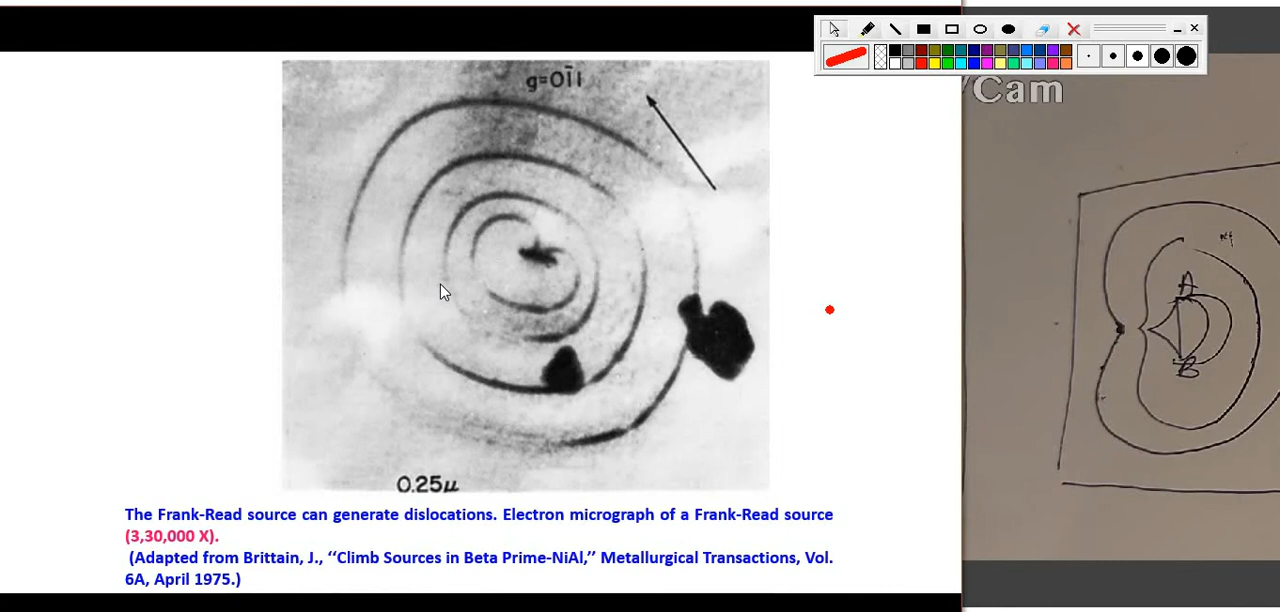 g=01̄1
/Cam
A
B
0.25μ
The Frank-Read source can generate dislocations. Electron micrograph of a Frank-Read source
(3,30,000 X).
(Adapted from Brittain, J., “Climb Sources in Beta Prime-NiAl,” Metallurgical Transactions, Vol.
6A, April 1975.)